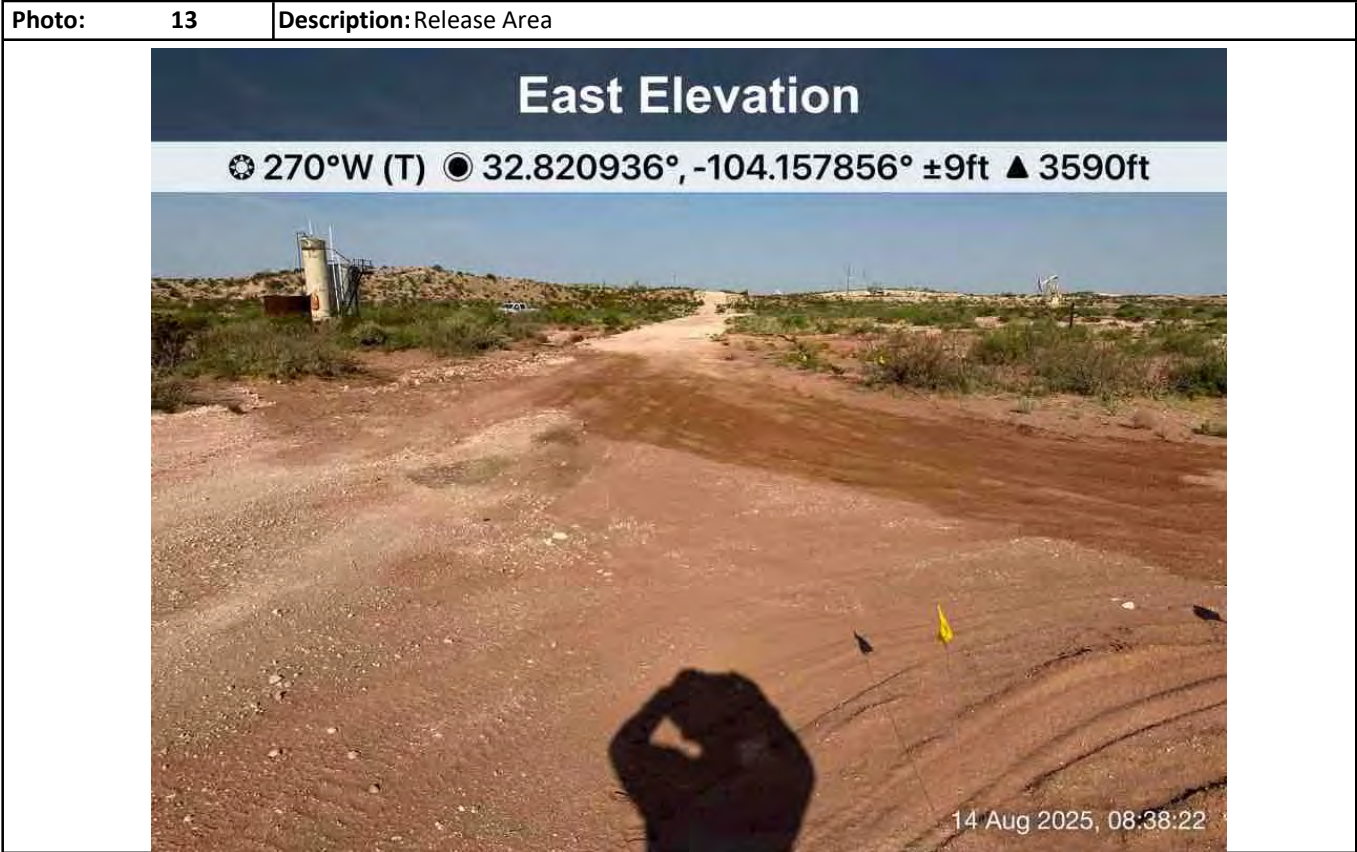 Photo: 13 Description: Release Area
East Elevation
270°W (T) 32.820936°, -104.157856° ±9ft ▲ 3590ft
14 Aug 2025, 08:38:22